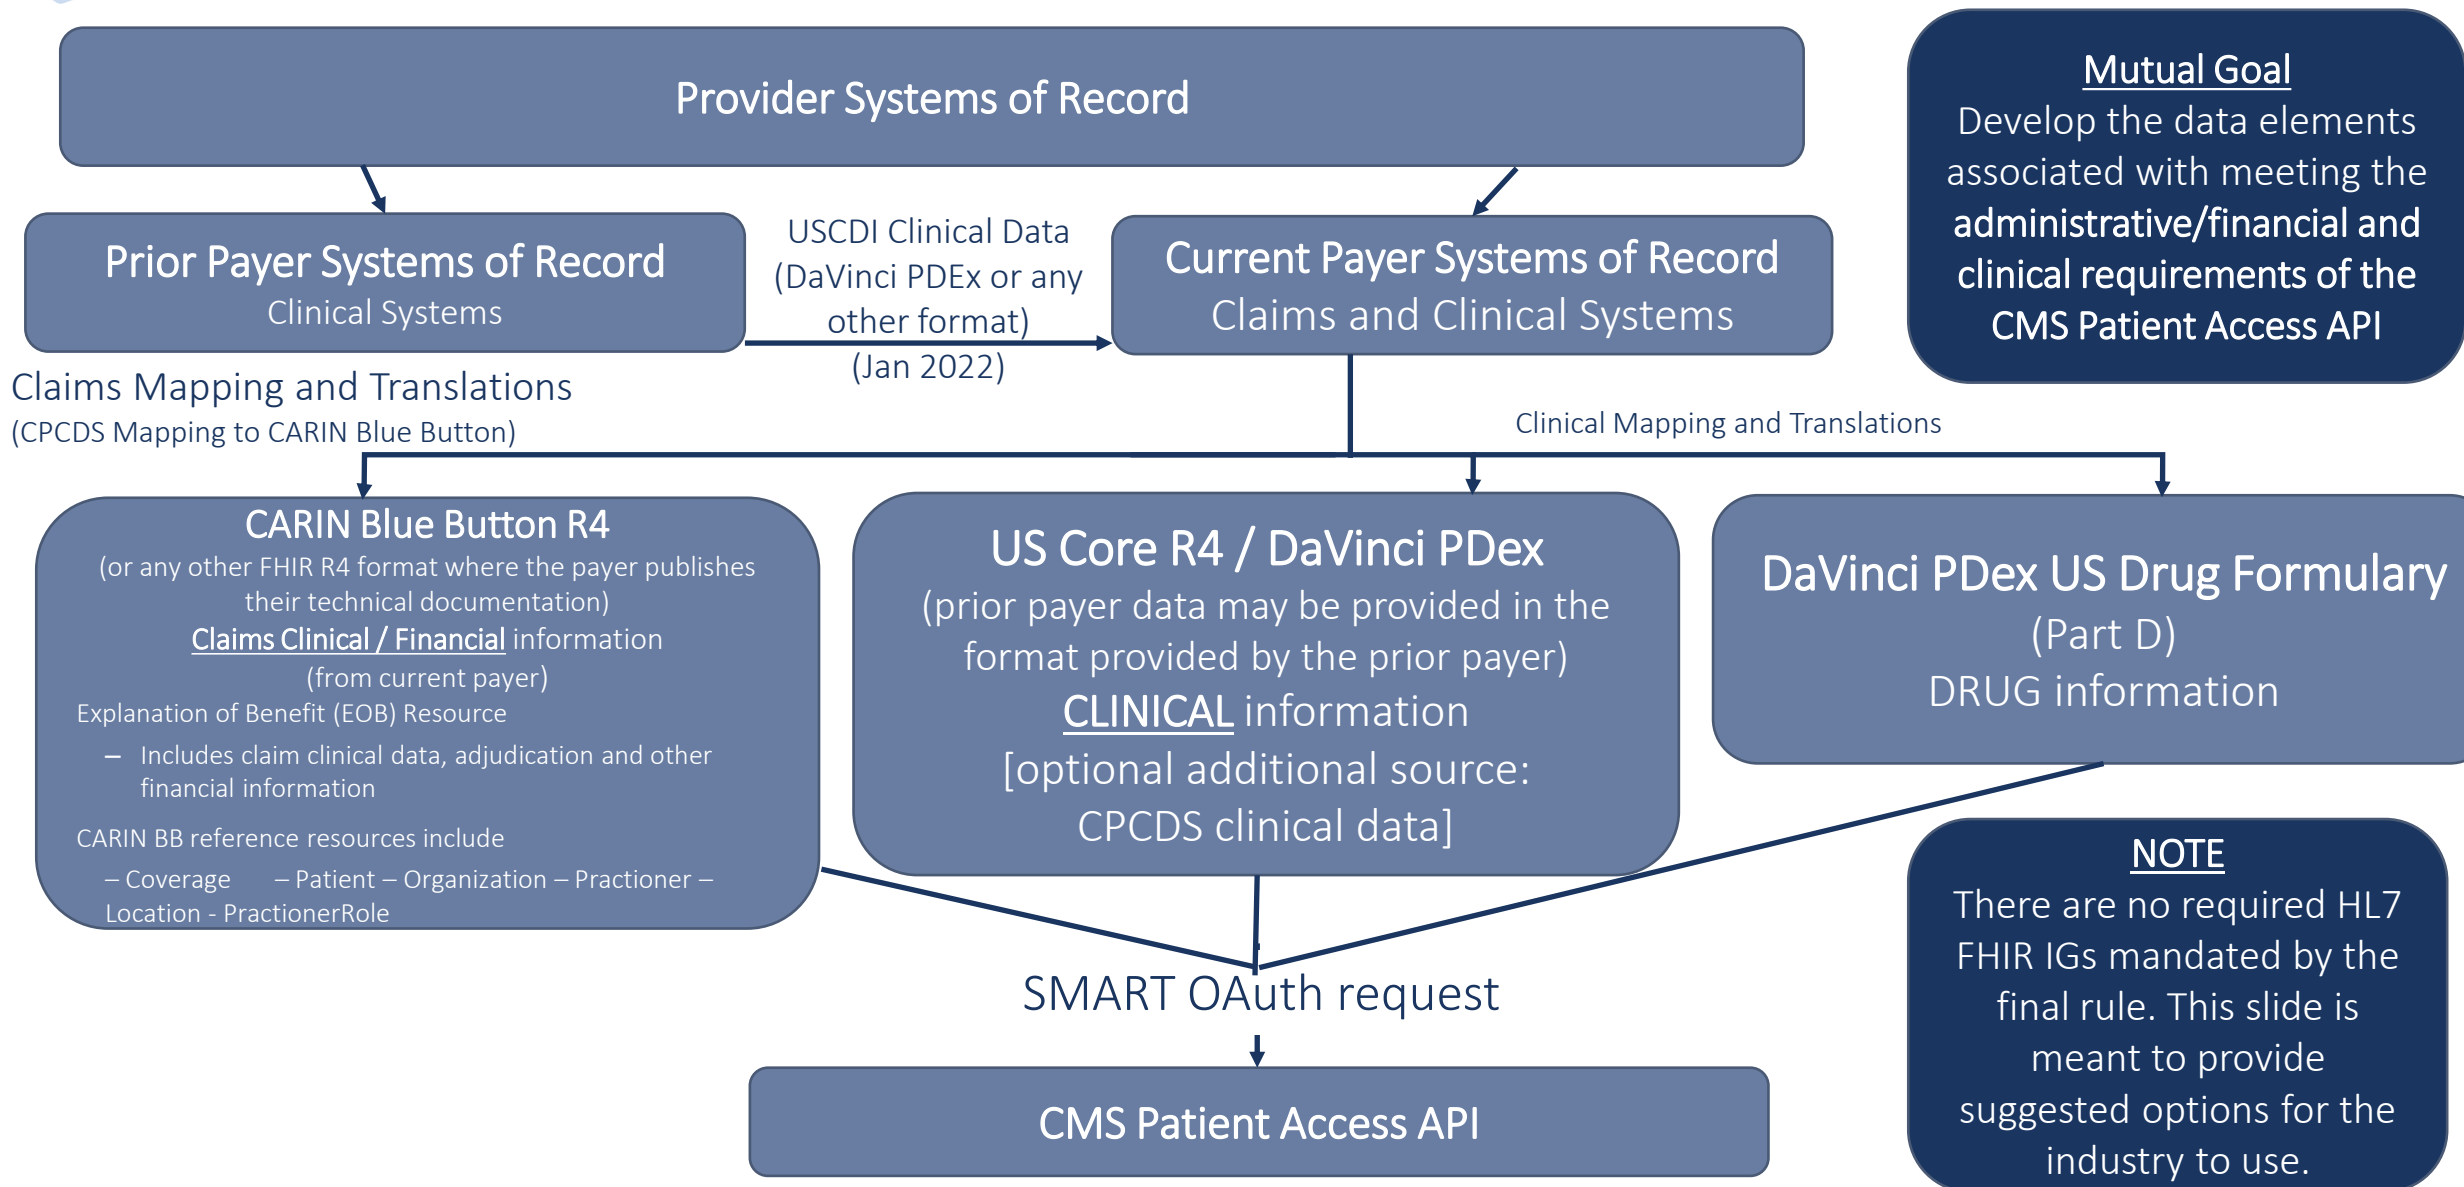 Provider Systems of Record
Mutual Goal
Develop the data elements
associated with meeting the
administrative/financial and
clinical requirements of the
CMS Patient Access API
Prior Payer Systems of Record
Clinical Systems
USCDI Clinical Data
(DaVinci PDEx or any
other format)
(Jan 2022)
Current Payer Systems of Record
Claims and Clinical Systems
Claims Mapping and Translations
(CPCDS Mapping to CARIN Blue Button)
Clinical Mapping and Translations
CARIN Blue Button R4
(or any other FHIR R4 format where the payer publishes
their technical documentation)
Claims Clinical / Financial information
(from current payer)
Explanation of Benefit (EOB) Resource
– Includes claim clinical data, adjudication and other
financial information
CARIN BB reference resources include
– Coverage – Patient – Organization – Practioner –
Location - PractionerRole
US Core R4 / DaVinci PDex
(prior payer data may be provided in the
format provided by the prior payer)
CLINICAL information
[optional additional source:
CPCDS clinical data]
DaVinci PDex US Drug Formulary
(Part D)
DRUG information
SMART OAuth request
CMS Patient Access API
NOTE
There are no required HL7
FHIR IGs mandated by the
final rule. This slide is
meant to provide
suggested options for the
industry to use.